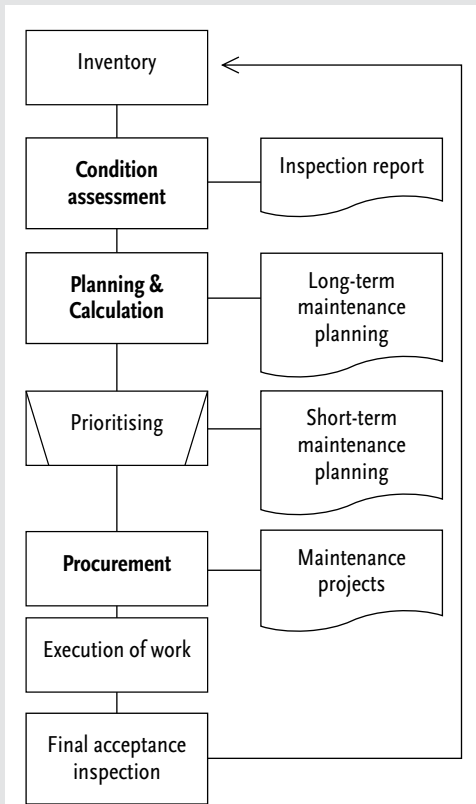 Inventory
Condition
assessment
Inspection report
Planning &
Calculation
Long-term
maintenance
planning
Prioritising
Short-term
maintenance
planning
Procurement
Maintenance
projects
Execution of work
Final acceptance
inspection